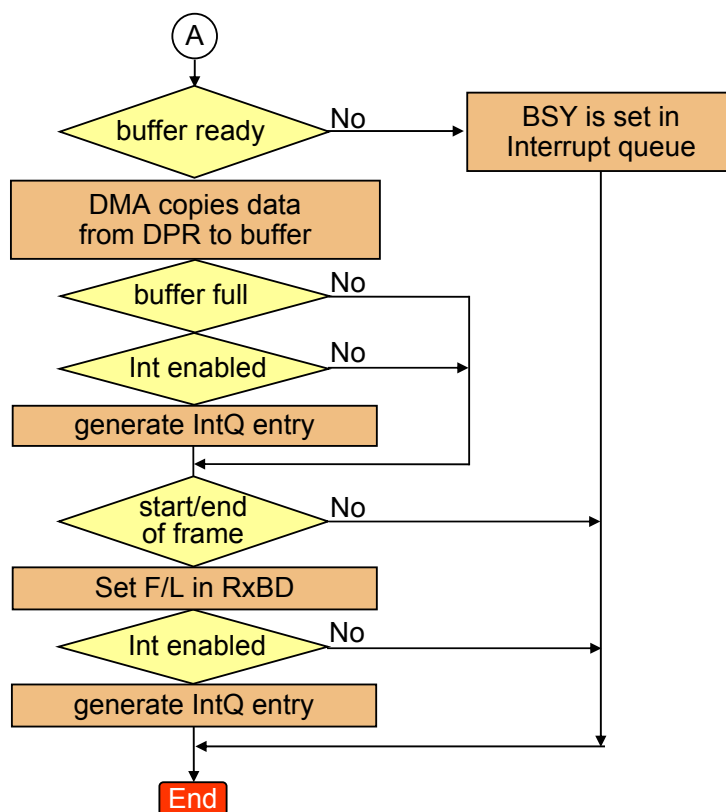 A
buffer ready
No
BSY is set in
Interrupt queue
DMA copies data
from DPR to buffer
buffer full
No
Int enabled
No
generate IntQ entry
start/end
of frame
No
Set F/L in RxBD
Int enabled
No
generate IntQ entry
End